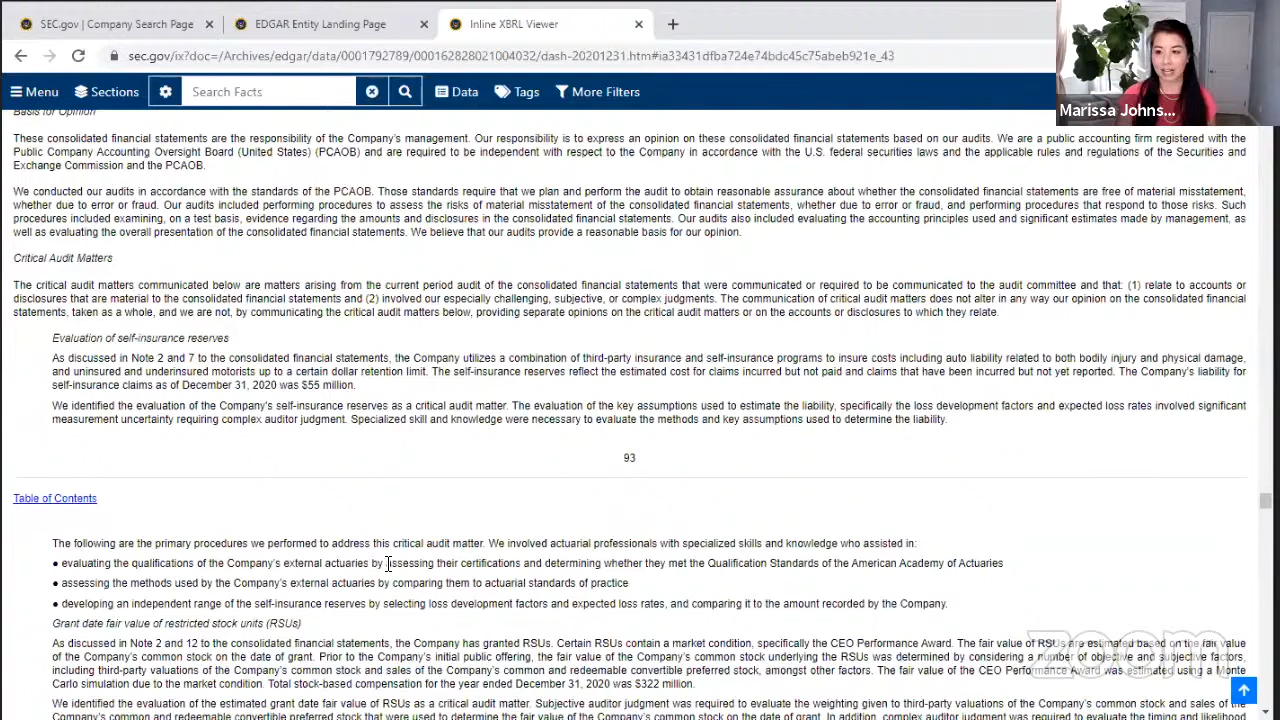 SEC.gov | Company Search Page
EDGAR Entity Landing Page
Inline XBRL Viewer
sec.gov/ix?doc=/Archives/edgar/data/0001792789/000162828021004032/dash-20201231.htm#ia33431dfba724e74bdc45c75abeb921e_43
Menu Sections Search Facts Data Tags More Filters
Marissa Johns...
Basis for Opinion
These consolidated financial statements are the responsibility of the Company's management. Our responsibility is to express an opinion on these consolidated financial statements based on our audits. We are a public accounting firm registered with the
Public Company Accounting Oversight Board (United States) (PCAOB) and are required to be independent with respect to the Company in accordance with the U.S. federal securities laws and the applicable rules and regulations of the Securities and
Exchange Commission and the PCAOB.
We conducted our audits in accordance with the standards of the PCAOB. Those standards require that we plan and perform the audit to obtain reasonable assurance about whether the consolidated financial statements are free of material misstatement,
whether due to error or fraud. Our audits included performing procedures to assess the risks of material misstatement of the consolidated financial statements, whether due to error or fraud, and performing procedures that respond to those risks. Such
procedures included examining, on a test basis, evidence regarding the amounts and disclosures in the consolidated financial statements. Our audits also included evaluating the accounting principles used and significant estimates made by management, as
well as evaluating the overall presentation of the consolidated financial statements. We believe that our audits provide a reasonable basis for our opinion.
Critical Audit Matters
The critical audit matters communicated below are matters arising from the current period audit of the consolidated financial statements that were communicated or required to be communicated to the audit committee and that: (1) relate to accounts or
disclosures that are material to the consolidated financial statements and (2) involved our especially challenging, subjective, or complex judgments. The communication of critical audit matters does not alter in any way our opinion on the consolidated financial
statements, taken as a whole, and we are not, by communicating the critical audit matters below, providing separate opinions on the critical audit matters or on the accounts or disclosures to which they relate.
Evaluation of self-insurance reserves
As discussed in Note 2 and 7 to the consolidated financial statements, the Company utilizes a combination of third-party insurance and self-insurance programs to insure costs including auto liability related to both bodily injury and physical damage,
and uninsured and underinsured motorists up to a certain dollar retention limit. The self-insurance reserves reflect the estimated cost for claims incurred but not paid and claims that have been incurred but not yet reported. The Company's liability for
self-insurance claims as of December 31, 2020 was $55 million.
We identified the evaluation of the Company's self-insurance reserves as a critical audit matter. The evaluation of the key assumptions used to estimate the liability, specifically the loss development factors and expected loss rates involved significant
measurement uncertainty requiring complex auditor judgment. Specialized skill and knowledge were necessary to evaluate the methods and key assumptions used to determine the liability.
93
Table of Contents
The following are the primary procedures we performed to address this critical audit matter. We involved actuarial professionals with specialized skills and knowledge who assisted in:
● evaluating the qualifications of the Company's external actuaries by assessing their certifications and determining whether they met the Qualification Standards of the American Academy of Actuaries
● assessing the methods used by the Company's external actuaries by comparing them to actuarial standards of practice
● developing an independent range of the self-insurance reserves by selecting loss development factors and expected loss rates, and comparing it to the amount recorded by the Company.
Grant date fair value of restricted stock units (RSUs)
As discussed in Note 2 and 12 to the consolidated financial statements, the Company has granted RSUs. Certain RSUs contain a market condition, specifically the CEO Performance Award. The fair value of RSUs are estimated based on the fair value
of the Company's common stock on the date of grant. Prior to the Company's initial public offering, the fair value of the Company's common stock underlying the RSUs was determined by considering a number of objective and subjective factors,
including third-party valuations of the Company's common stock and sales of the Company's common and redeemable convertible preferred stock, amongst other factors. The fair value of the CEO Performance Award was estimated using a Monte
Carlo simulation due to the market condition. Total stock-based compensation for the year ended December 31, 2020 was $322 million.
We identified the evaluation of the estimated grant date fair value of RSUs as a critical audit matter. Subjective auditor judgment was required to evaluate the weighting given to third-party valuations of the Company's common stock and sales of the
Company's common and redeemable convertible preferred stock that were used to determine the fair value of the Company's common stock on the date of grant. In addition, complex auditor judgment was required to evaluate the timing and likelihood
zoom